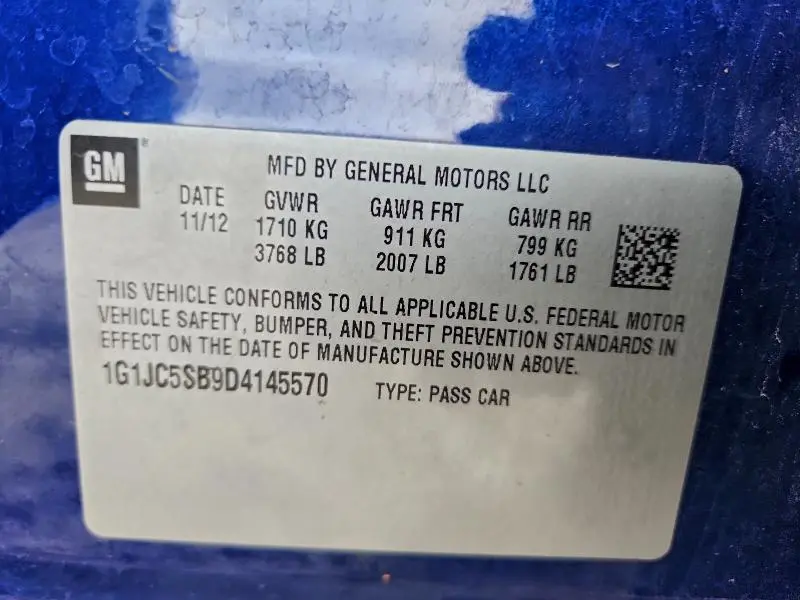 GM®
MFD BY GENERAL MOTORS LLC
DATE GVWR GAWR FRT GAWR RR
11/12 1710 KG 911 KG 799 KG
3768 LB 2007 LB 1761 LB
THIS VEHICLE CONFORMS TO ALL APPLICABLE U.S. FEDERAL MOTOR
VEHICLE SAFETY, BUMPER, AND THEFT PREVENTION STANDARDS IN
EFFECT ON THE DATE OF MANUFACTURE SHOWN ABOVE.
1G1JC5SB9D4145570 TYPE: PASS CAR